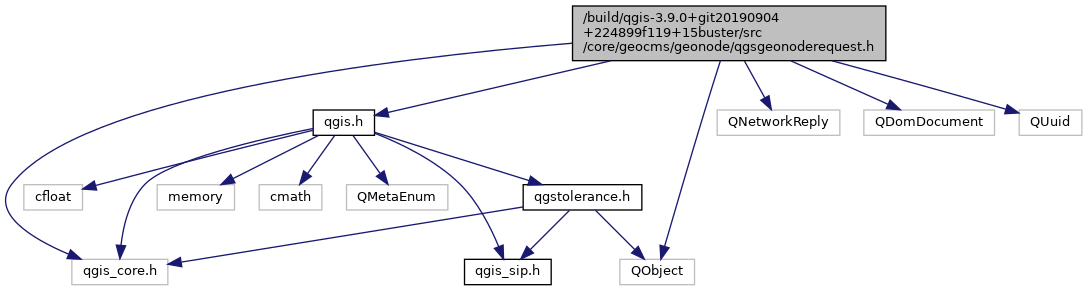 /build/qgis-3.9.0+git20190904
+224899f119+15buster/src
/core/geocms/geonode/qgsgeonoderequest.h
qgis.h
QNetworkReply
QDomDocument
QUuid
cfloat
memory
cmath
QMetaEnum
qgstolerance.h
qgis_core.h
qgis_sip.h
QObject